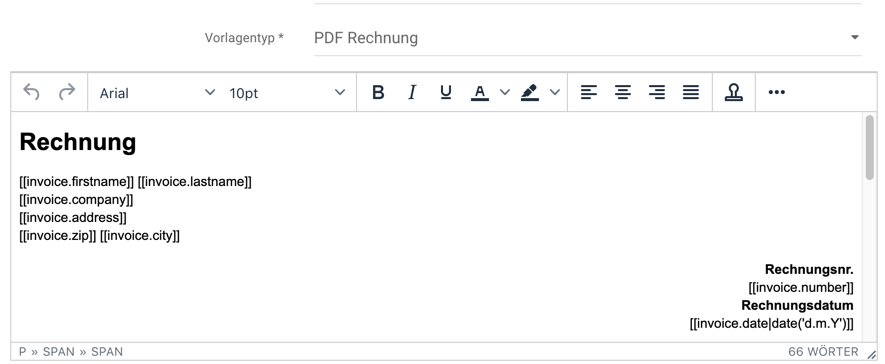 Vorlagentyp *
PDF Rechnung
Arial 10pt B I U A
Rechnung
[[invoice.firstname]] [[invoice.lastname]]
[[invoice.company]]
[[invoice.address]]
[[invoice.zip]] [[invoice.city]]
Rechnungsnr.
[[invoice.number]]
Rechnungsdatum
[[invoice.date|date('d.m.Y')]]
P » SPAN » SPAN
66 WÖRTER